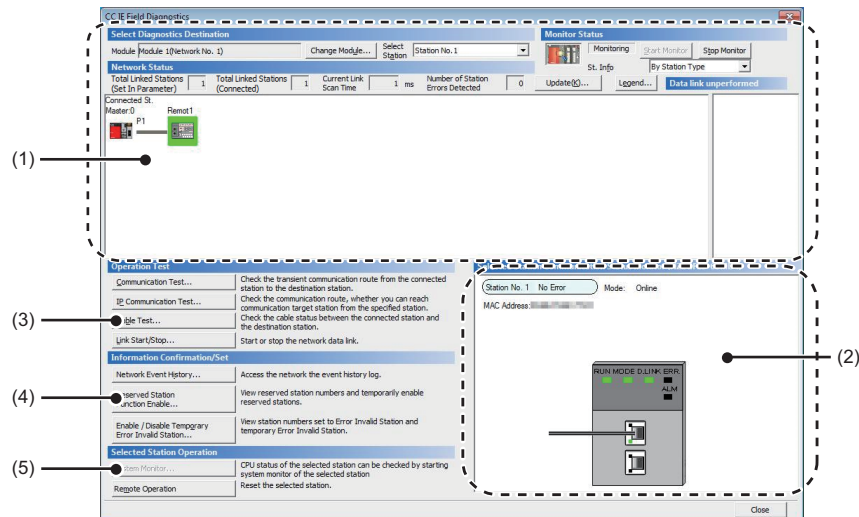 CC IE Field Diagnostics
Select Diagnostics Destination
Monitor Status
Module Module 1(Network No. 1)
Change Module...
Select Station
Station No.1
Monitoring
Start Monitor
Stop Monitor
St. Info
By Station Type
Network Status
Total Linked Stations (Set In Parameter) 1
Total Linked Stations (Connected) 1
Current Link Scan Time 1 ms
Number of Station Errors Detected 0
Update(K)...
Legend...
Data link unperformed
Connected St.
Master:0
Remot1
P1
(1)
Operation Test
Communication Test...
Check the transient communication route from the connected
station to the destination station.
IP Communication Test...
Check the communication route, whether you can reach
communication target station from the specified station.
(3)
ble Test...
Check the cable status between the connected station and
the destination station.
Link Start/Stop...
Start or stop the network data link.
Information Confirmation/Set
Network Event History...
Access the network the event history log.
(4)
served Station
unction Enable...
View reserved station numbers and temporarily enable
reserved stations.
Enable / Disable Temporary
Error Invalid Station...
View station numbers set to Error Invalid Station and
temporary Error Invalid Station.
Selected Station Operation
(5)
stem Monitor...
CPU status of the selected station can be checked by starting
system monitor of the selected station
Remote Operation
Reset the selected station.
Station No. 1 No Error
Mode: Online
MAC Address:
RUN MODE D.LINK ERR.
ALM
(2)
Close